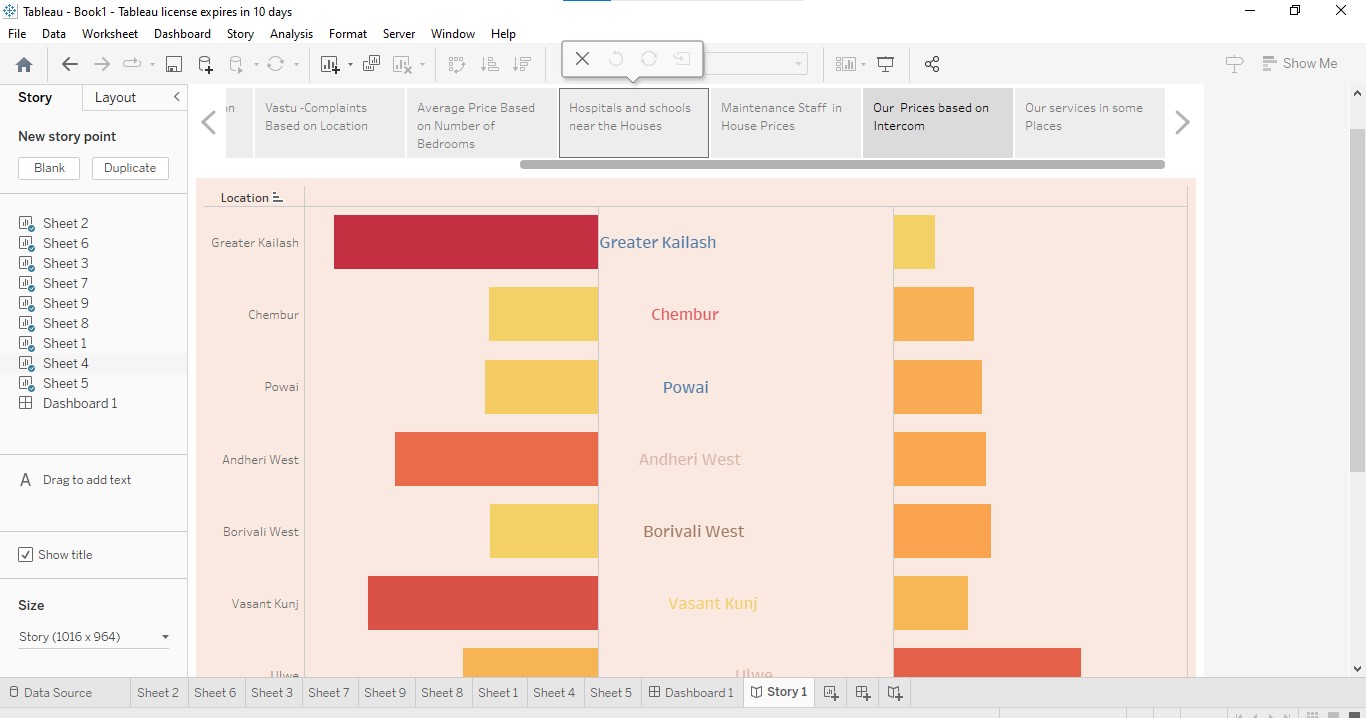 Tableau - Book1 - Tableau license expires in 10 days
File Data Worksheet Dashboard Story Analysis Format Server Window Help
Show Me
Story Layout
New story point
Blank Duplicate
Sheet 2
Sheet 6
Sheet 3
Sheet 7
Sheet 9
Sheet 8
Sheet 1
Sheet 4
Sheet 5
Dashboard 1
A Drag to add text
Show title
Size
Story (1016 x 964)
on
Vastu -Complaints
Based on Location
Average Price Based
on Number of
Bedrooms
Hospitals and schools
near the Houses
Maintenance Staff in
House Prices
Our Prices based on
Intercom
Our services in some
Places
Location
Greater Kailash Greater Kailash
Chembur Chembur
Powai Powai
Andheri West Andheri West
Borivali West Borivali West
Vasant Kunj Vasant Kunj
Ulwe Ulwe
Data Source Sheet 2 Sheet 6 Sheet 3 Sheet 7 Sheet 9 Sheet 8 Sheet 1 Sheet 4 Sheet 5 Dashboard 1 Story 1